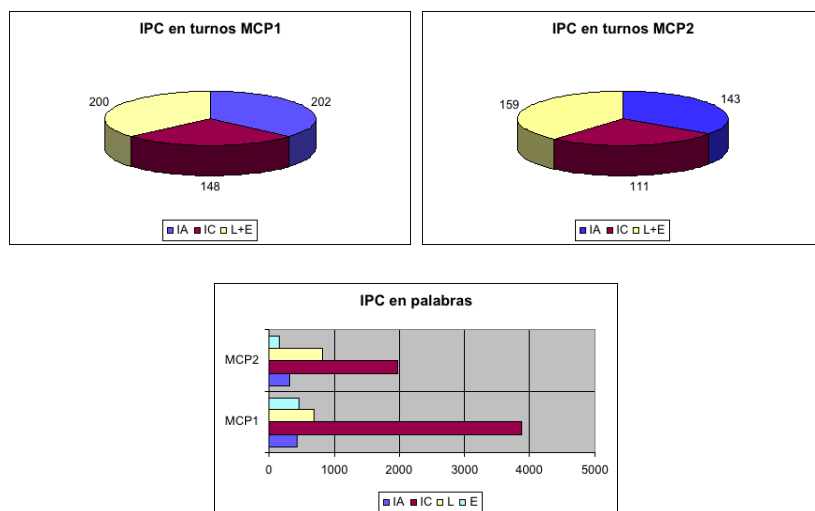 IPC en turnos MCP1
200
202
148
IA IC L+E
IPC en turnos MCP2
159
143
111
IA IC L+E
IPC en palabras
MCP2
MCP1
0 1000 2000 3000 4000 5000
IA IC L E